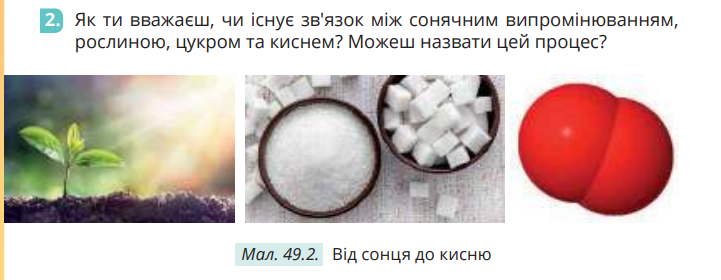 2. Як ти вважаєш, чи існує зв'язок між сонячним випромінюванням,
рослиною, цукром та киснем? Можеш назвати цей процес?
Мал. 49.2. Від сонця до кисню